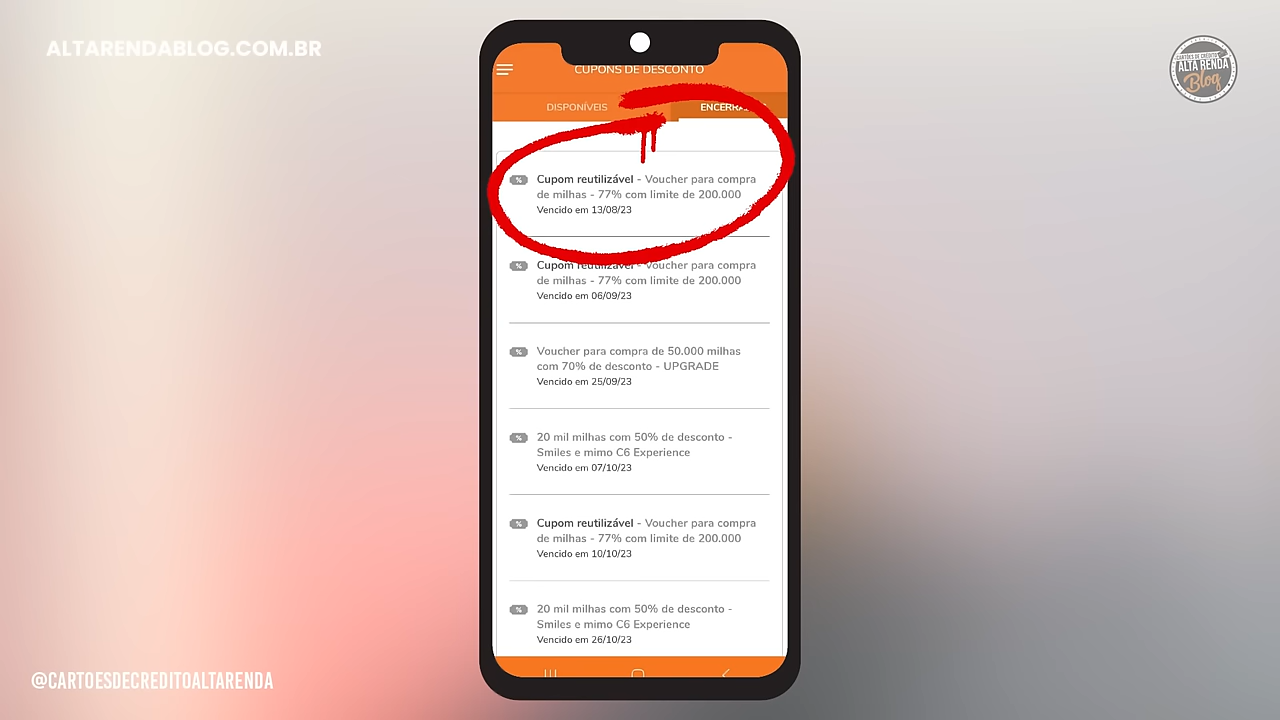 ALTARENDABLOG.COM.BR
CARTÕES DE CRÉDITO
ALTA RENDA
Blog
CUPONS DE DESCONTO
DISPONÍVEIS
Cupom reutilizável - Voucher para compra
de milhas - 77% com limite de 200.000
Vencido em 13/08/23
Cupom reutilizável - Voucher para compra
de milhas - 77% com limite de 200.000
Vencido em 06/09/23
Voucher para compra de 50.000 milhas
com 70% de desconto - UPGRADE
Vencido em 25/09/23
20 mil milhas com 50% de desconto -
Smiles e mimo C6 Experience
Vencido em 07/10/23
Cupom reutilizável - Voucher para compra
de milhas - 77% com limite de 200.000
Vencido em 10/10/23
20 mil milhas com 50% de desconto -
Smiles e mimo C6 Experience
Vencido em 26/10/23
@CARTOESDECREDITOALTARENDA